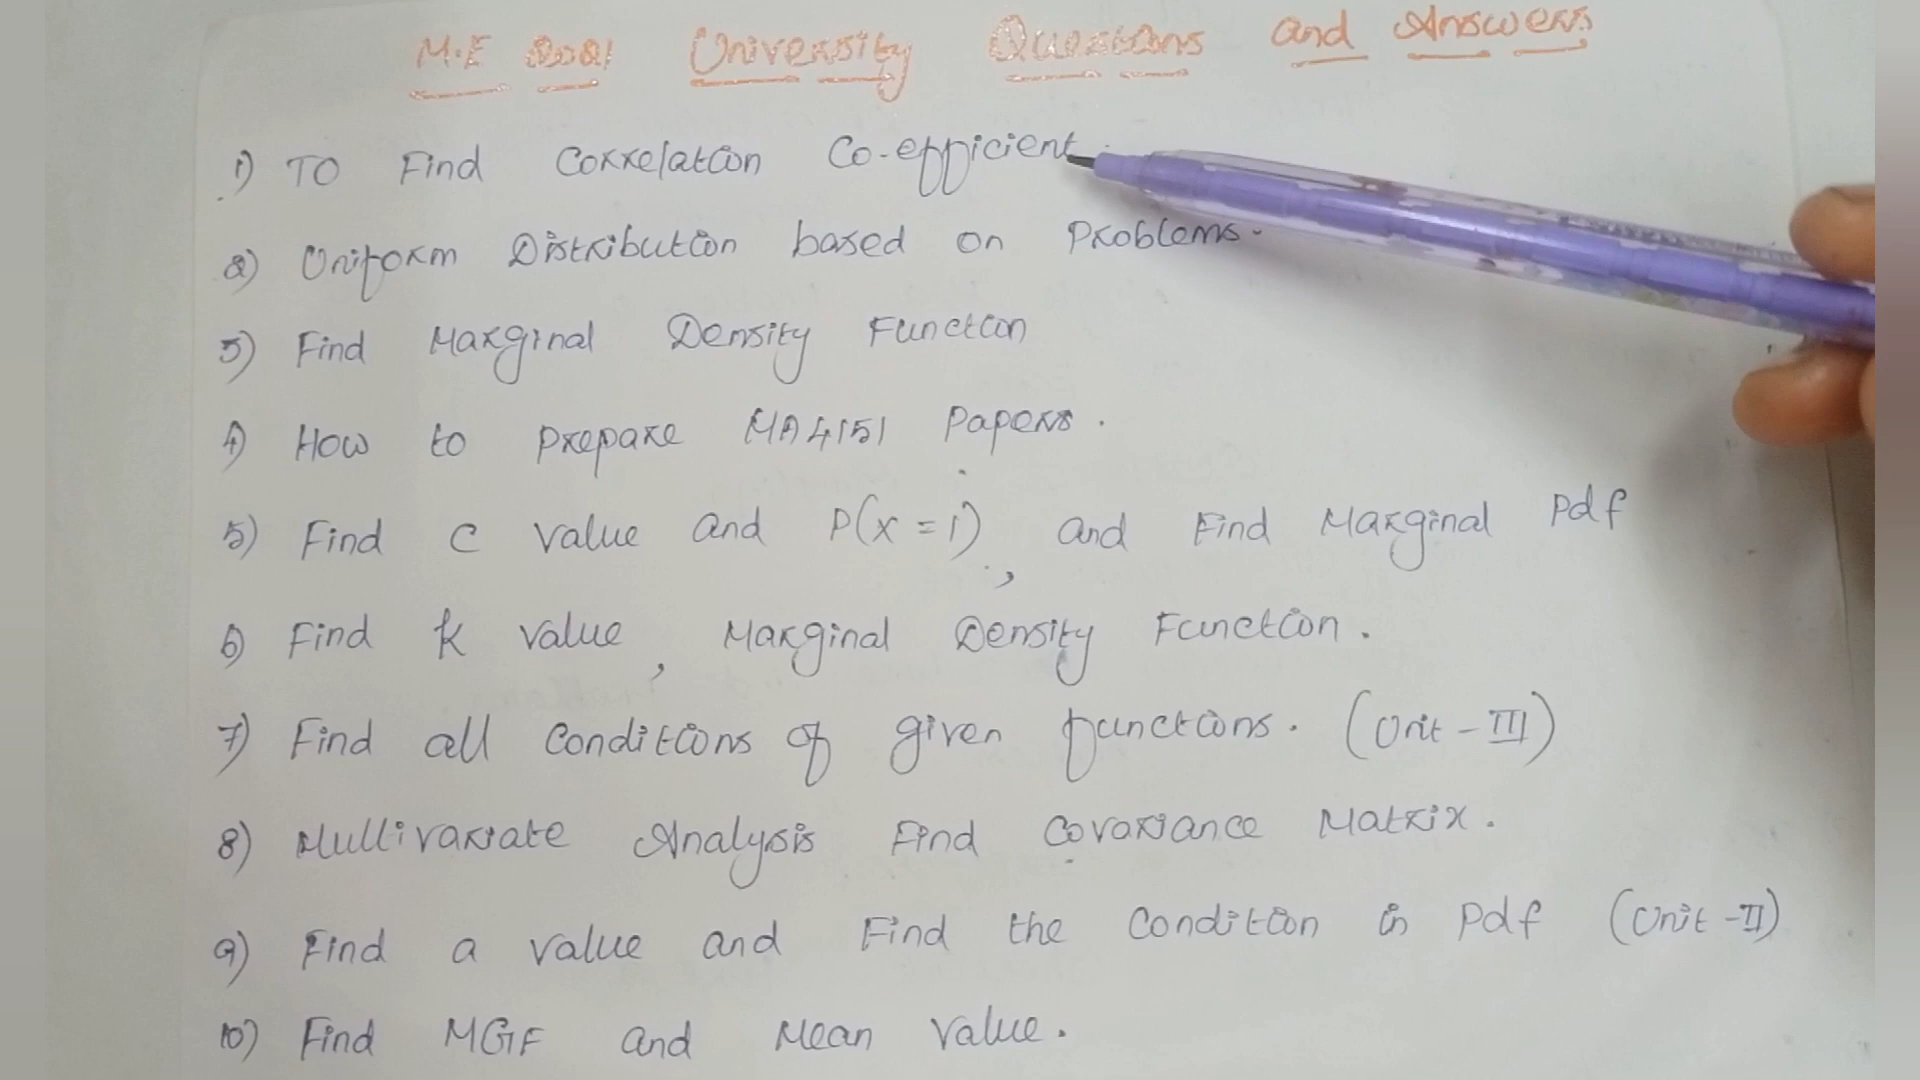 M.E 2021 University Questions and Answers
1) TO Find Correlation Co-efficient.
2) Uniform Distribution based on Problems.
3) Find Marginal Density Function
4) How to prepare MA4151 Papers.
5) Find c value and P(x=1), and Find Marginal Pdf
6) Find k value, Marginal Density Function.
7) Find all Conditions of given functions. (Unit-III)
8) Multivariate Analysis Find Covariance Matrix.
9) Find a value and Find the Condition in Pdf (Unit-II)
10) Find MGF and Mean Value.